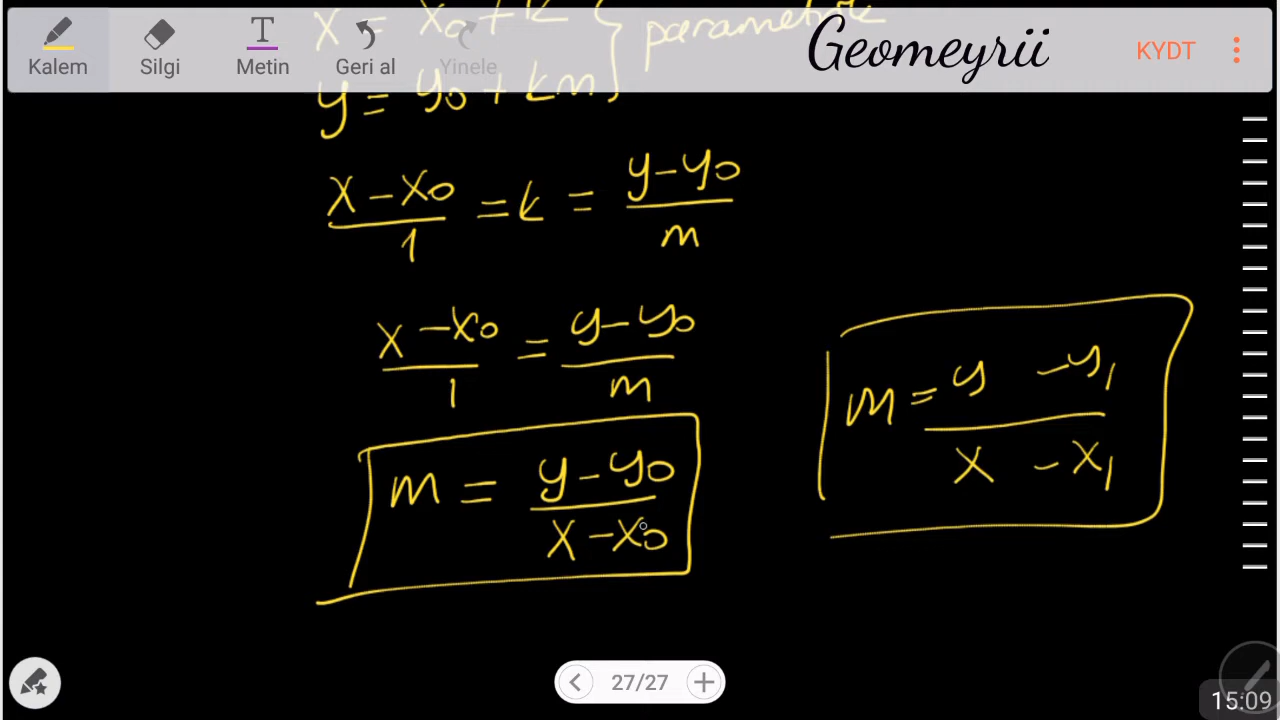 x = x0 + k } parametrik
Geomeyrii
KYDT
Kalem Silgi Metin Geri al Yinele
y = y0 + km
x - x0 / 1 = k = y - y0 / m
x - x0 / 1 = y - y0 / m
m = y - y1 / x - x1
m = y - y0 / x - x0
27/27
15:09